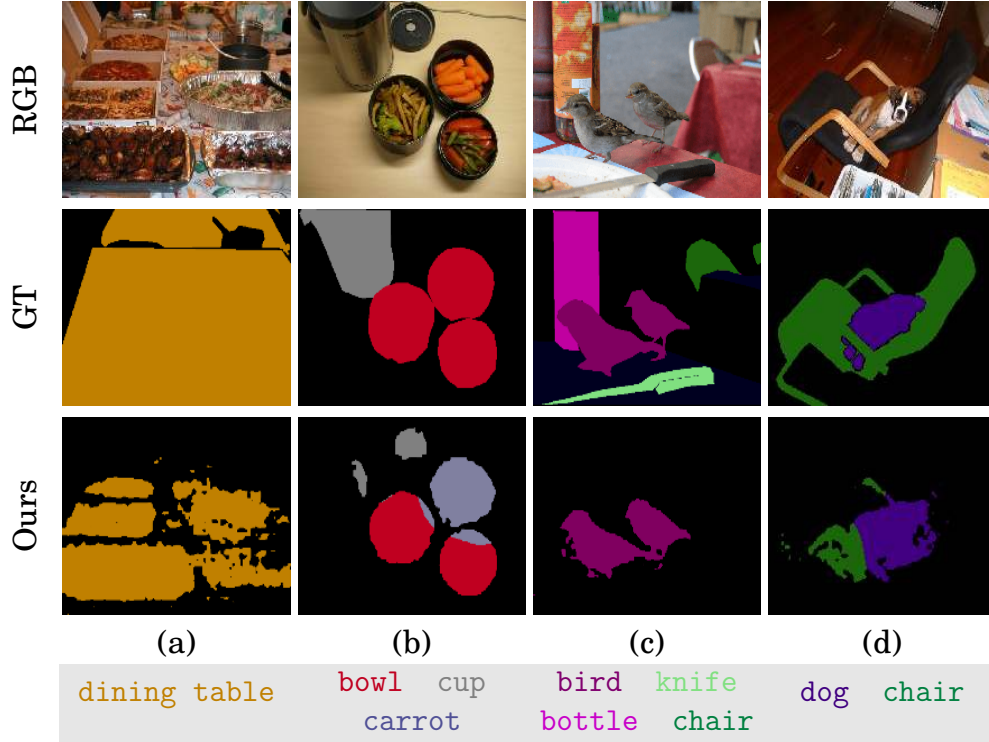 RGB
GT
Ours
(a) (b) (c) (d)
dining table
bowl cup
carrot
bird knife
bottle chair
dog chair